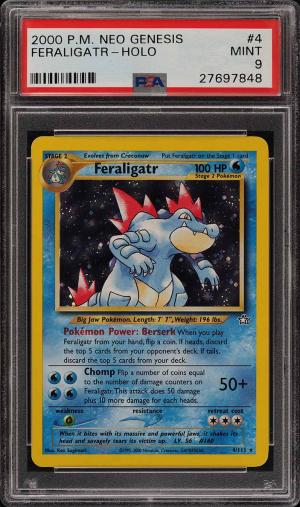 2000 P.M. NEO GENESIS #4
FERALIGATR - HOLO MINT
9
PSA 27697848
STAGE 2 Evolves from Croconaw Put Feraligatr on the Stage 1 card
Feraligatr 100 HP
Stage 2 Pokémon
Big Jaw Pokémon. Length: 7' 7", Weight: 196 lbs.
Pokémon Power: Berserk When you play
Feraligatr from your hand, flip a coin. If heads, discard
the top 5 cards from your opponent's deck. If tails,
discard the top 5 cards from your deck.
Chomp Flip a number of coins equal
to the number of damage counters on
Feraligatr. This attack does 50 damage
plus 10 more damage for each heads.
50+
weakness resistance retreat cost
When it bites with its massive and powerful jaws, it shakes its
head and savagely tears its victim up. LV. 56 #160
Illus. Ken Sugimori 4/111